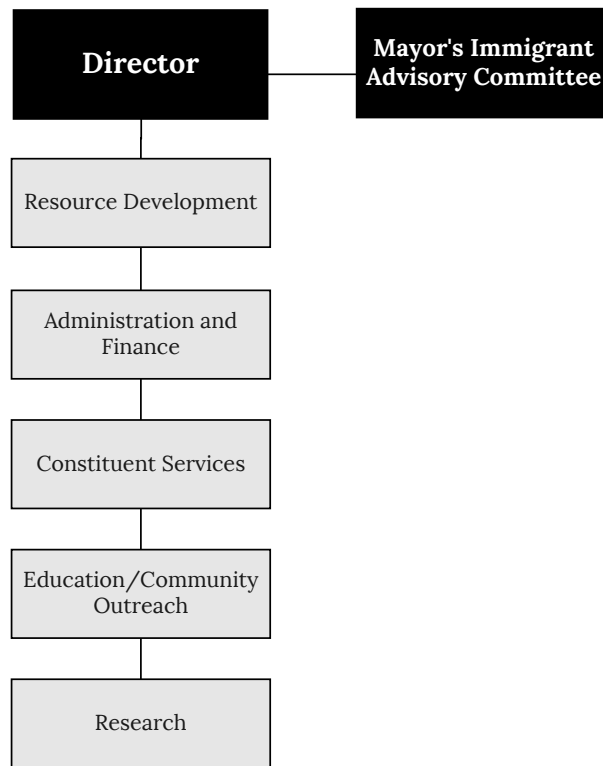 Director
Mayor's Immigrant
Advisory Committee
Resource Development
Administration and
Finance
Constituent Services
Education/Community
Outreach
Research